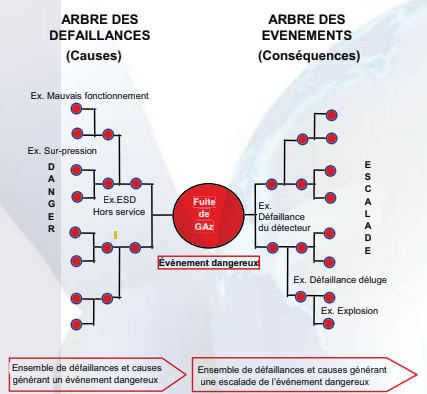 ARBRE DES
DEFAILLANCES
(Causes)
ARBRE DES
EVENEMENTS
(Conséquences)
Ex. Mauvais fonctionnement
Ex. Sur-pression
D
A
N
G
E
R
Ex.ESD
Hors service
Fuite
de
GAz
Évènement dangereux
Ex.
Défaillance
du détecteur
E
S
C
A
L
A
D
E
Ex. Défaillance déluge
Ex. Explosion
Ensemble de défaillances et causes
générant un événement dangereux
Ensemble de défaillances et causes générant
une escalade de l'événement dangereux